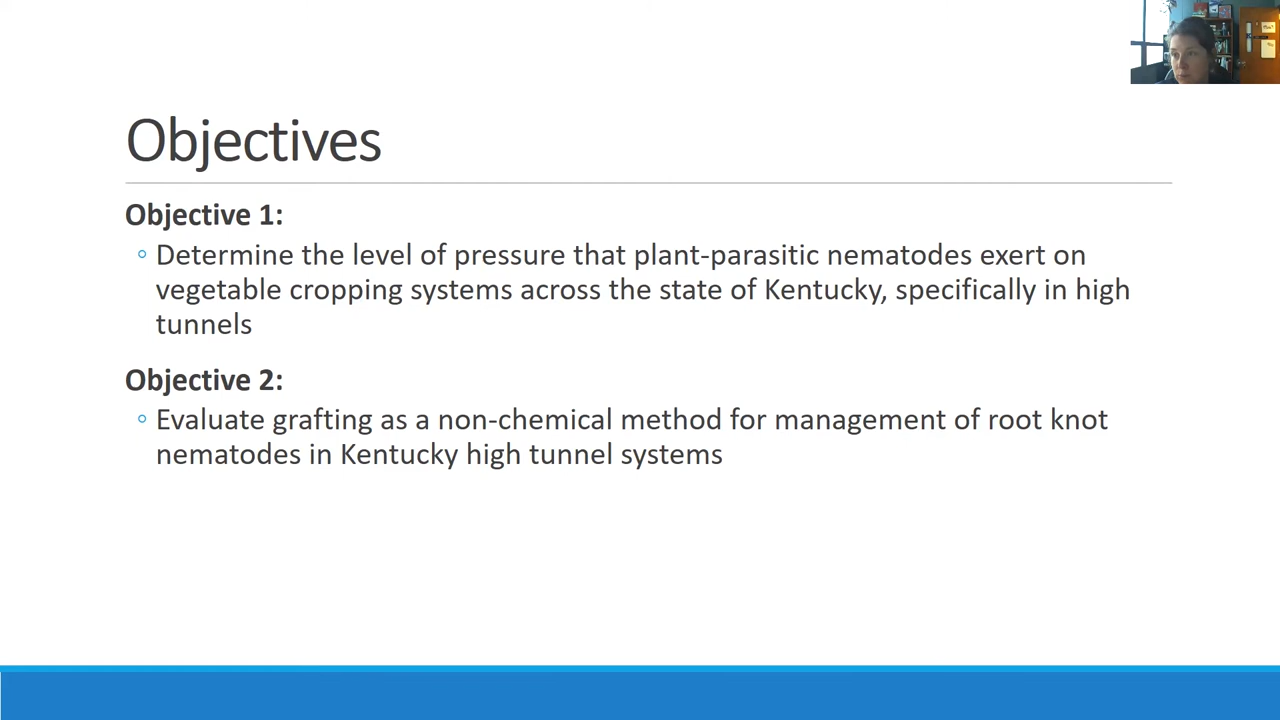 Objectives
Objective 1:
◦ Determine the level of pressure that plant-parasitic nematodes exert on
vegetable cropping systems across the state of Kentucky, specifically in high
tunnels
Objective 2:
◦ Evaluate grafting as a non-chemical method for management of root knot
nematodes in Kentucky high tunnel systems